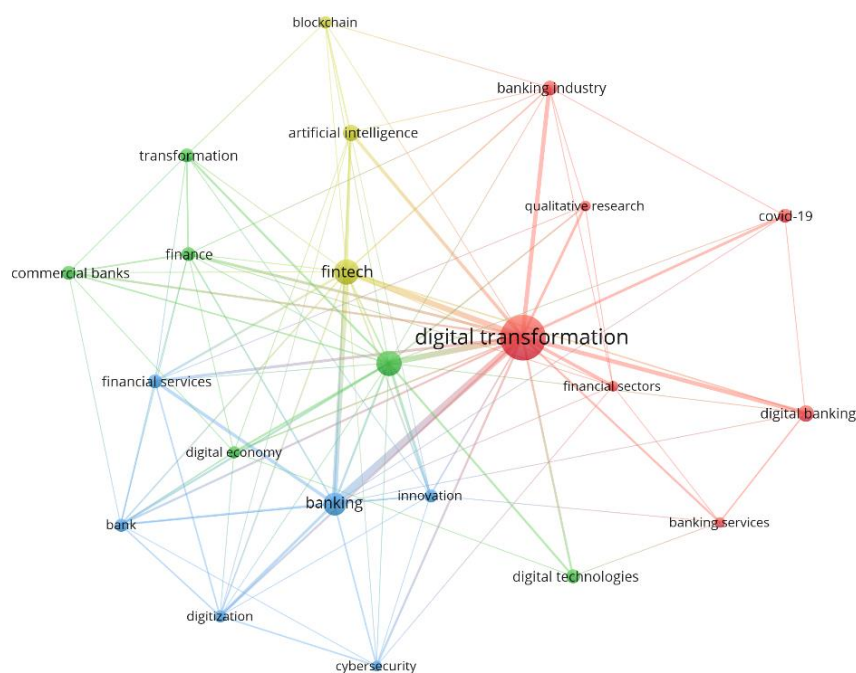 blockchain
banking industry
artificial intelligence
transformation
qualitative research
covid-19
finance
commercial banks
fintech
digital transformation
financial services
financial sectors
digital banking
digital economy
banking
innovation
bank
banking services
digital technologies
digitization
cybersecurity